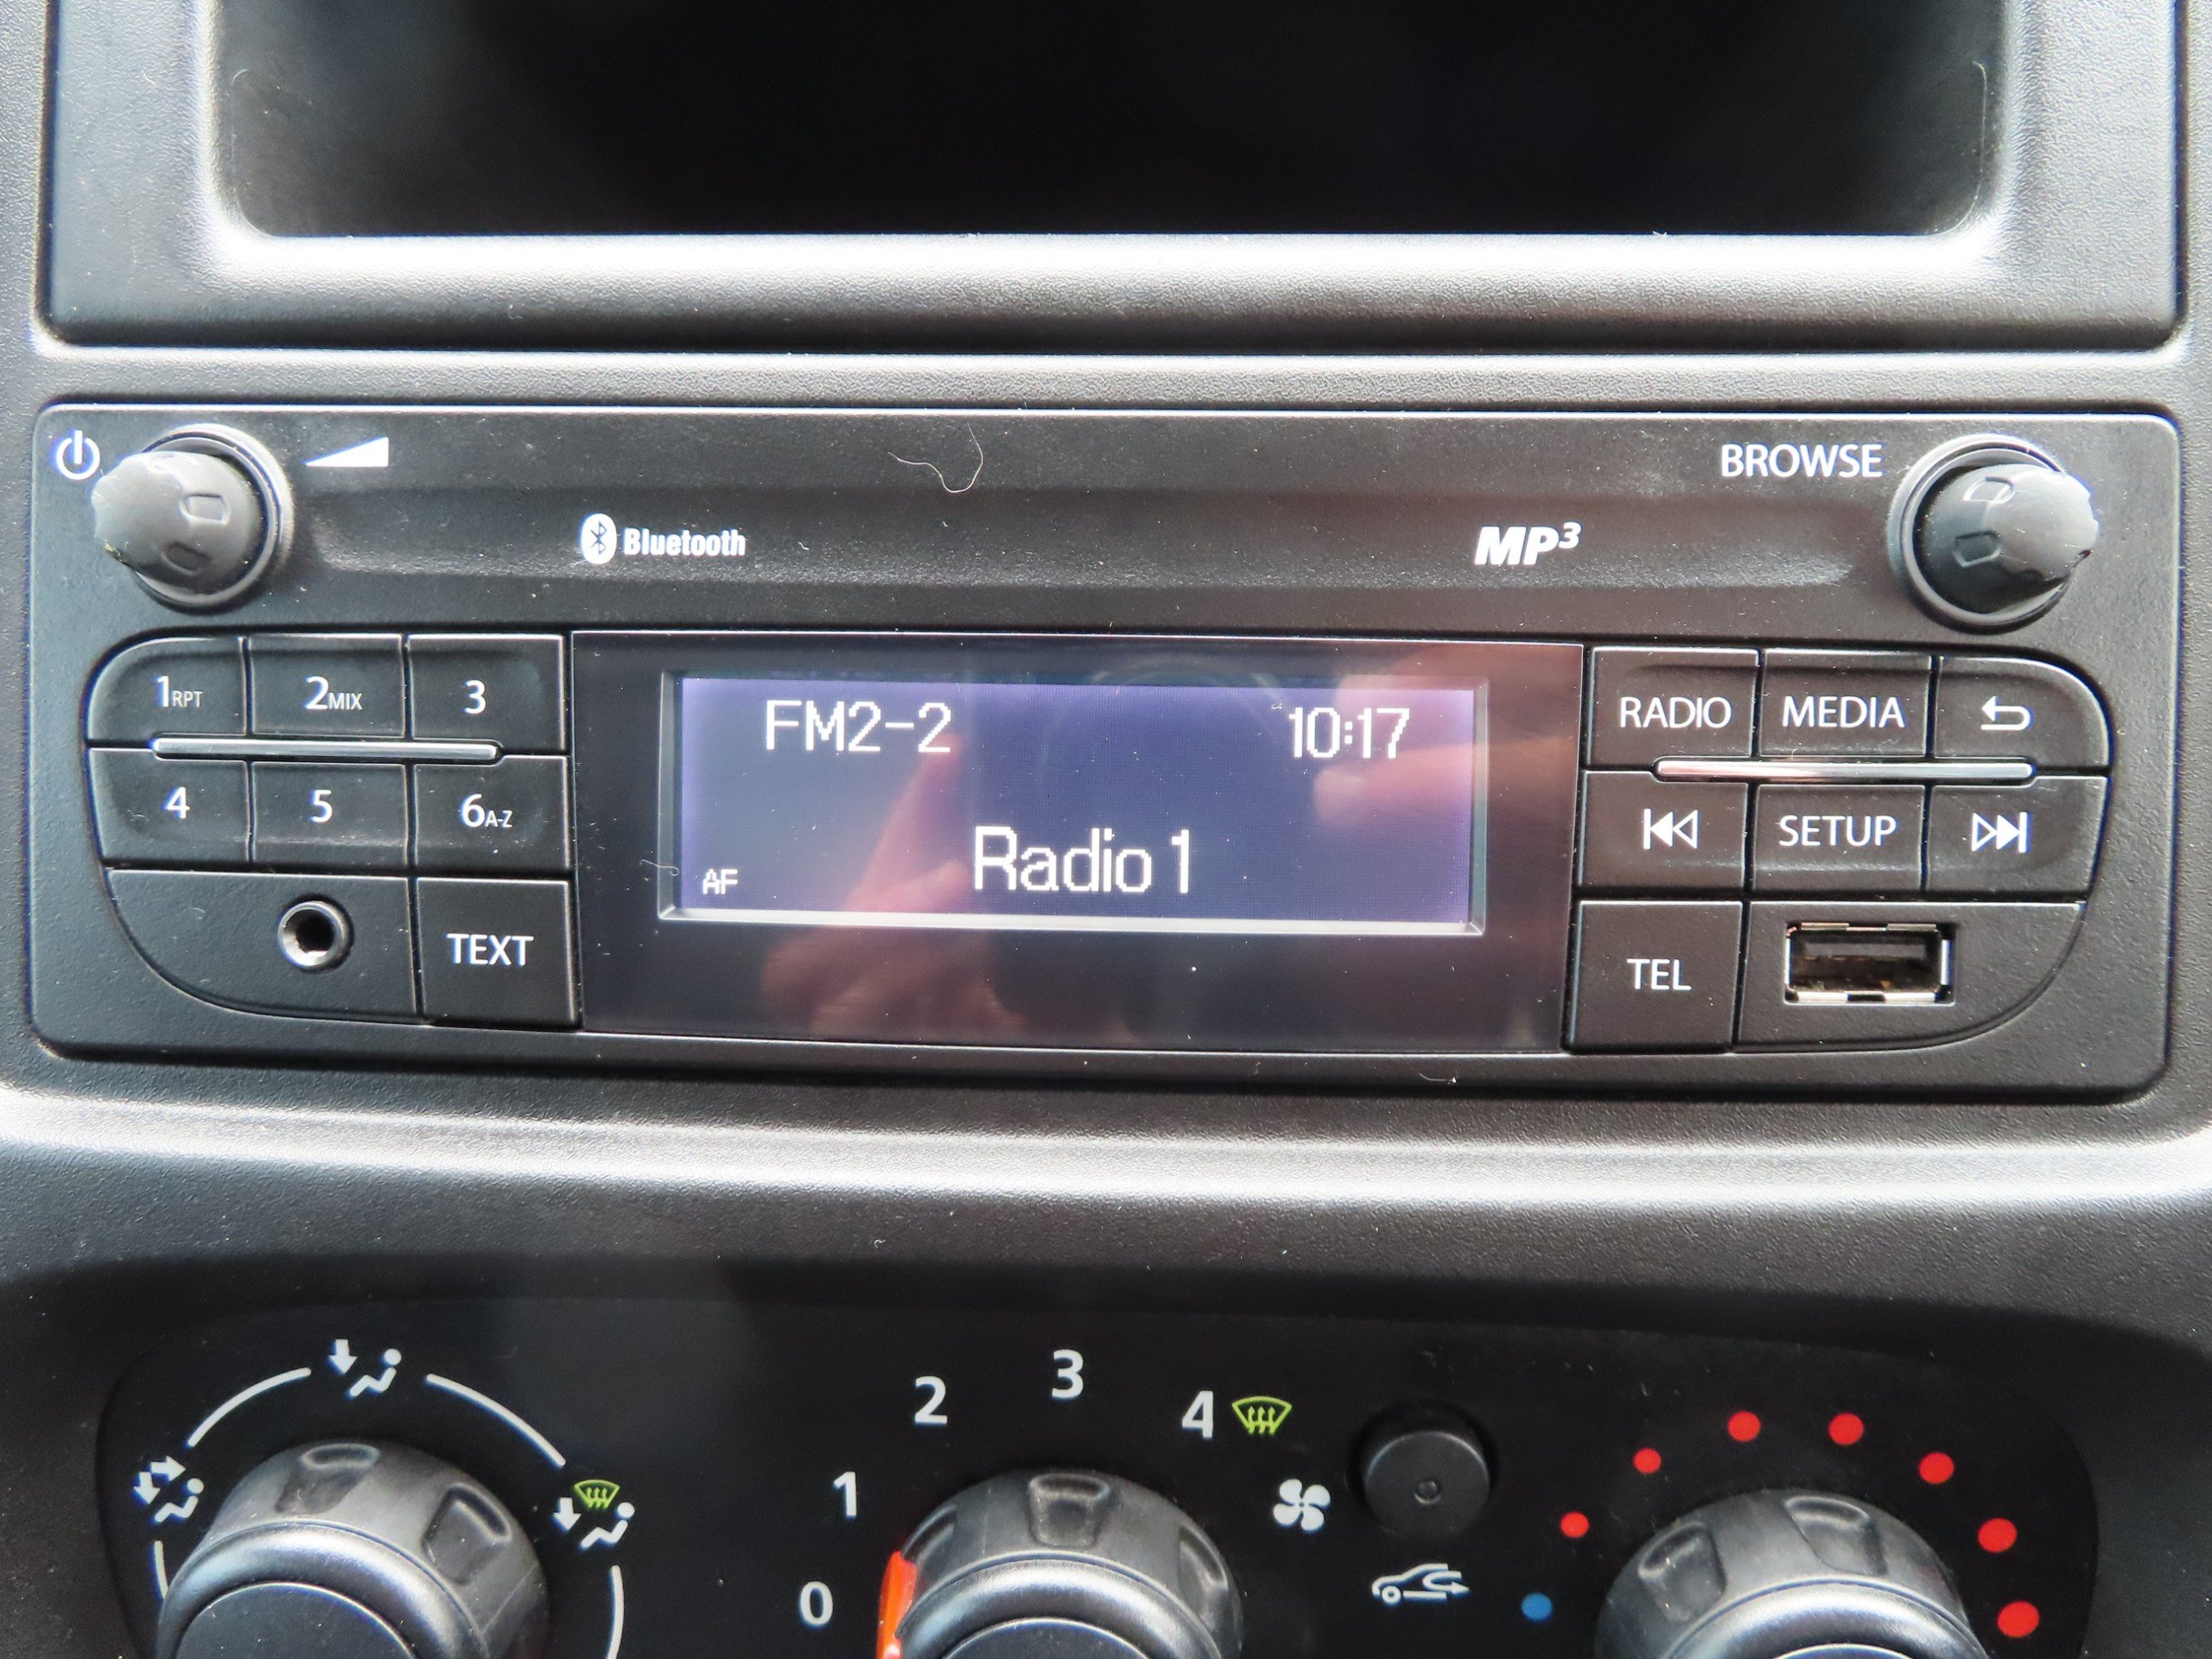 BROWSE
Bluetooth
MP3
1RPT 2MIX 3
4 5 6A-Z
TEXT
FM2-2 10:17
Radio 1
AF
RADIO MEDIA
SETUP
TEL
0 1 2 3 4